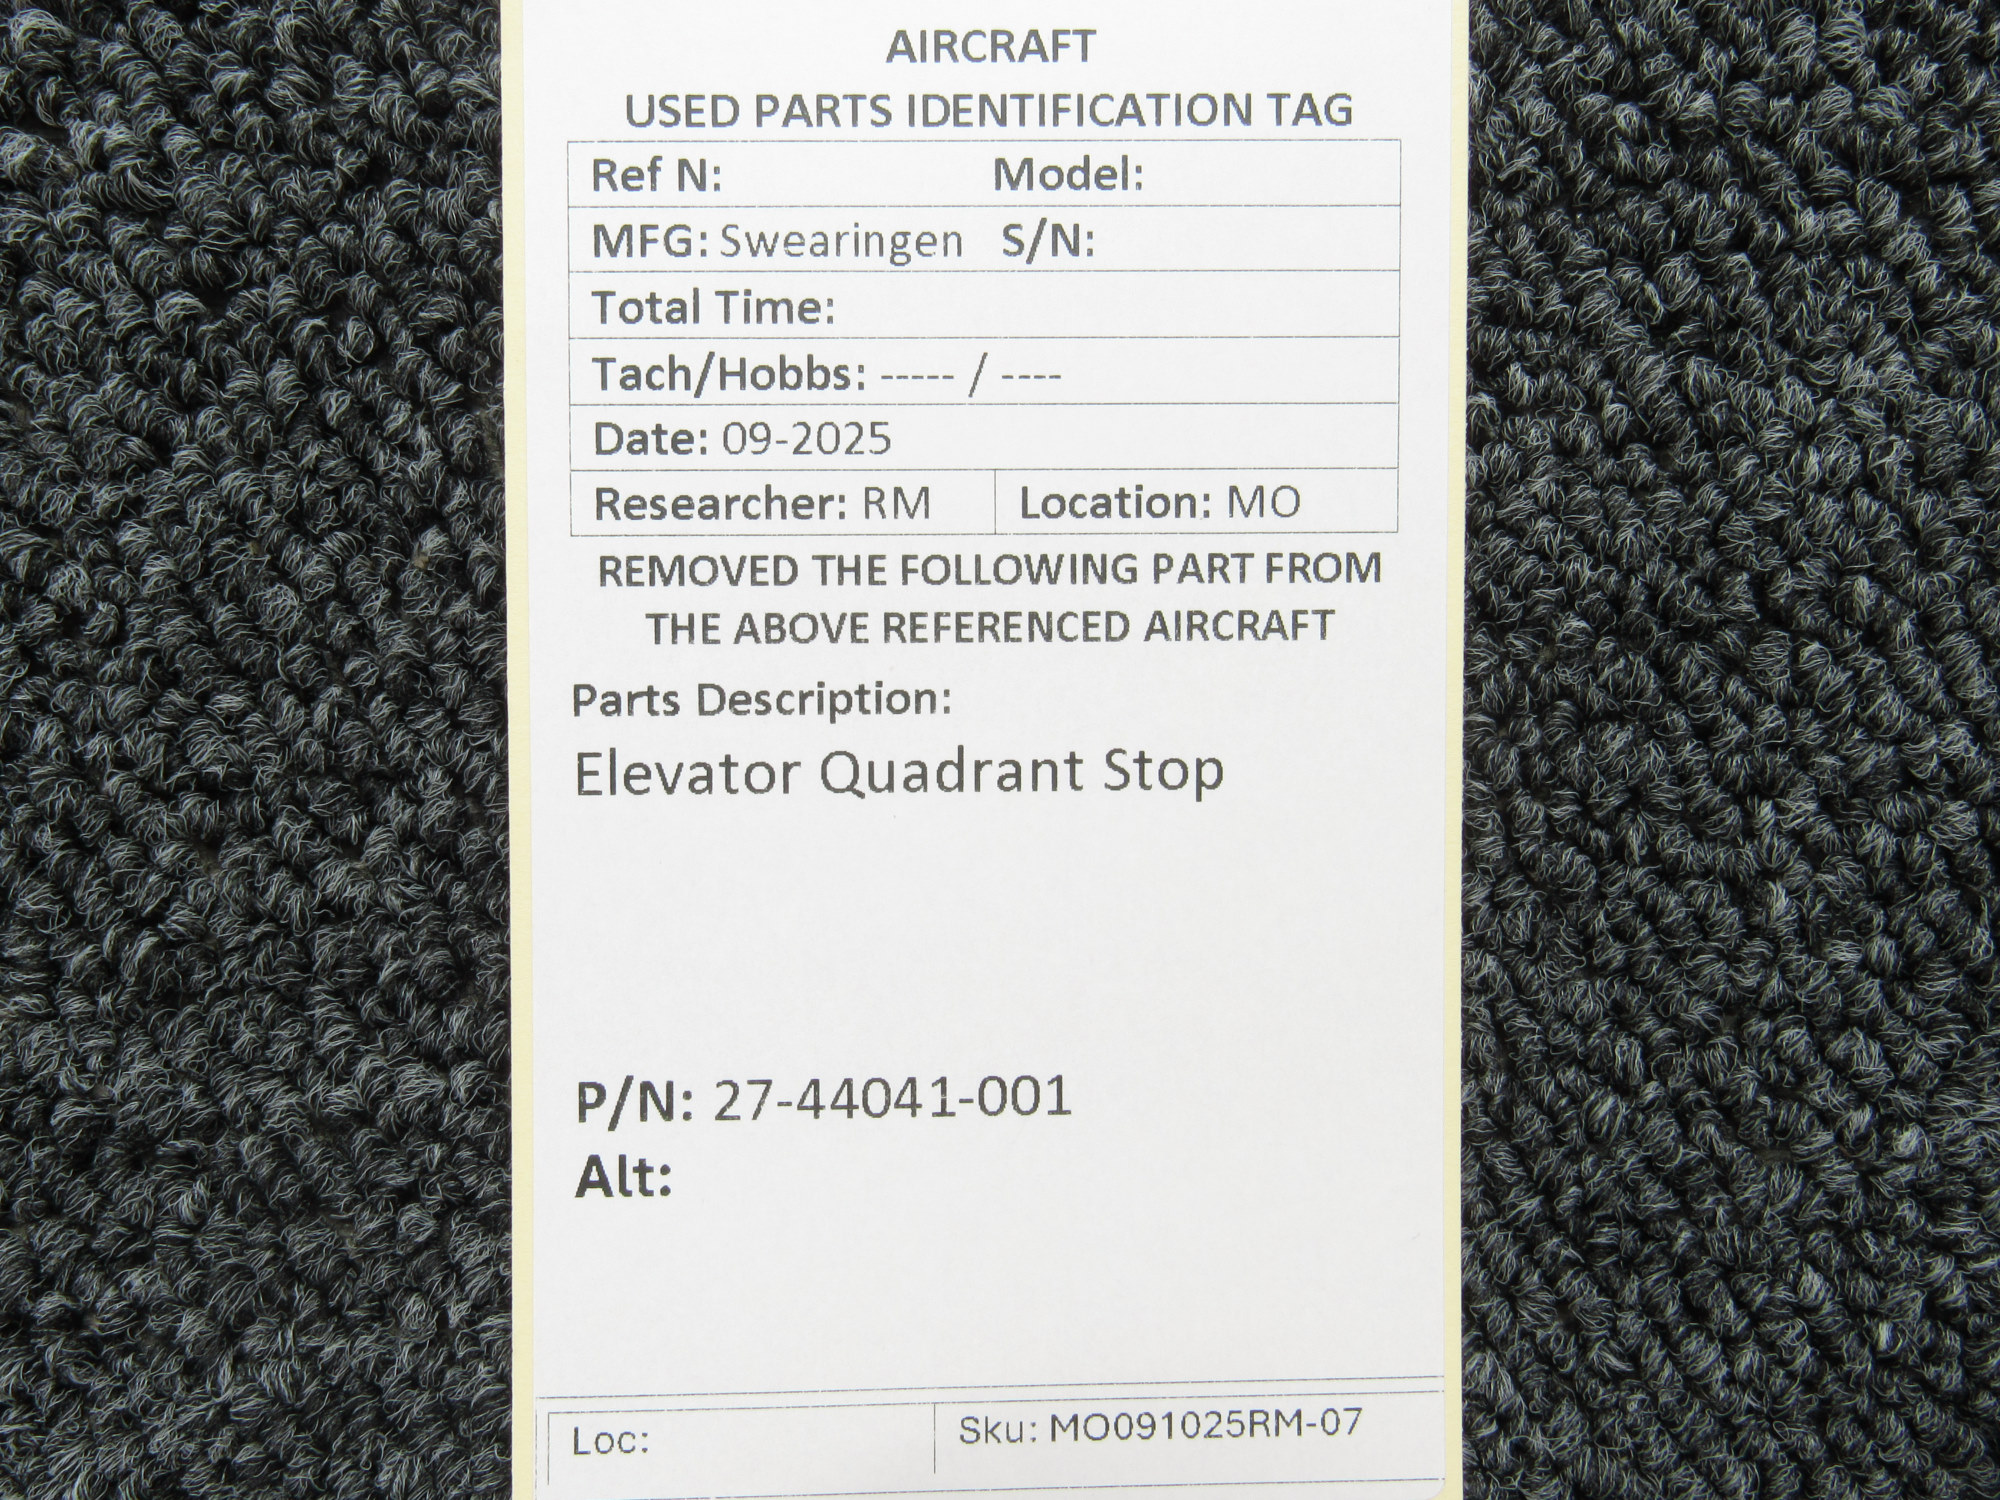 AIRCRAFT
USED PARTS IDENTIFICATION TAG
Ref N: Model:
MFG: Swearingen S/N:
Total Time:
Tach/Hobbs: ----- / ----
Date: 09-2025
Researcher: RM Location: MO
REMOVED THE FOLLOWING PART FROM
THE ABOVE REFERENCED AIRCRAFT
Parts Description:
Elevator Quadrant Stop
P/N: 27-44041-001
Alt:
Loc: Sku: MO091025RM-07